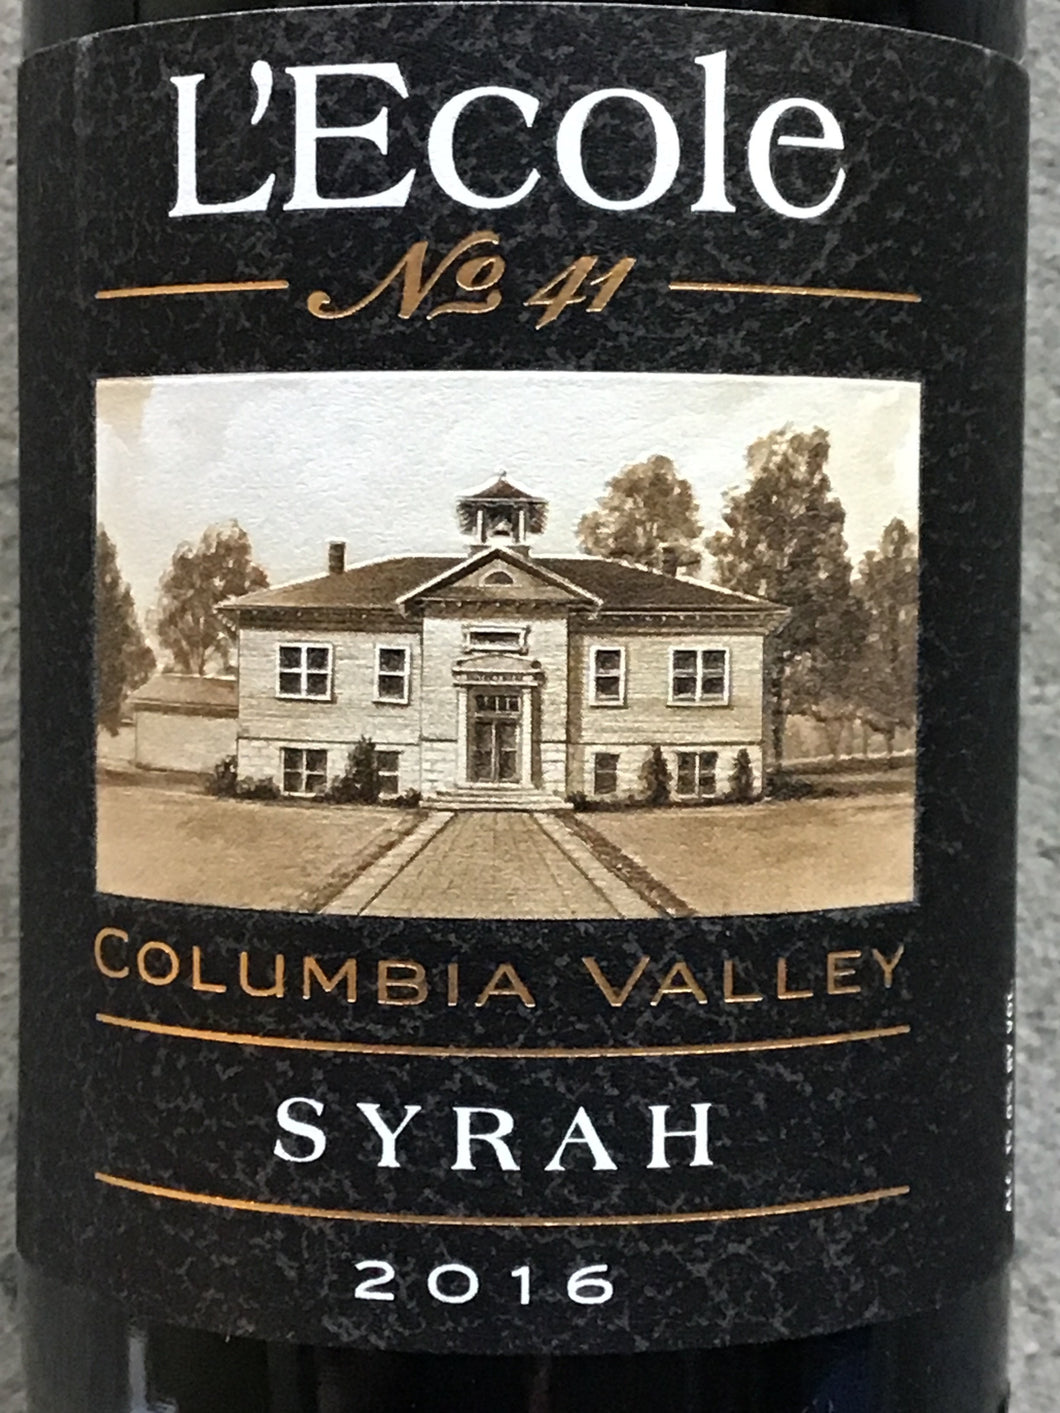 L'Ecole
No 41
COLUMBIA VALLEY
SYRAH
2016